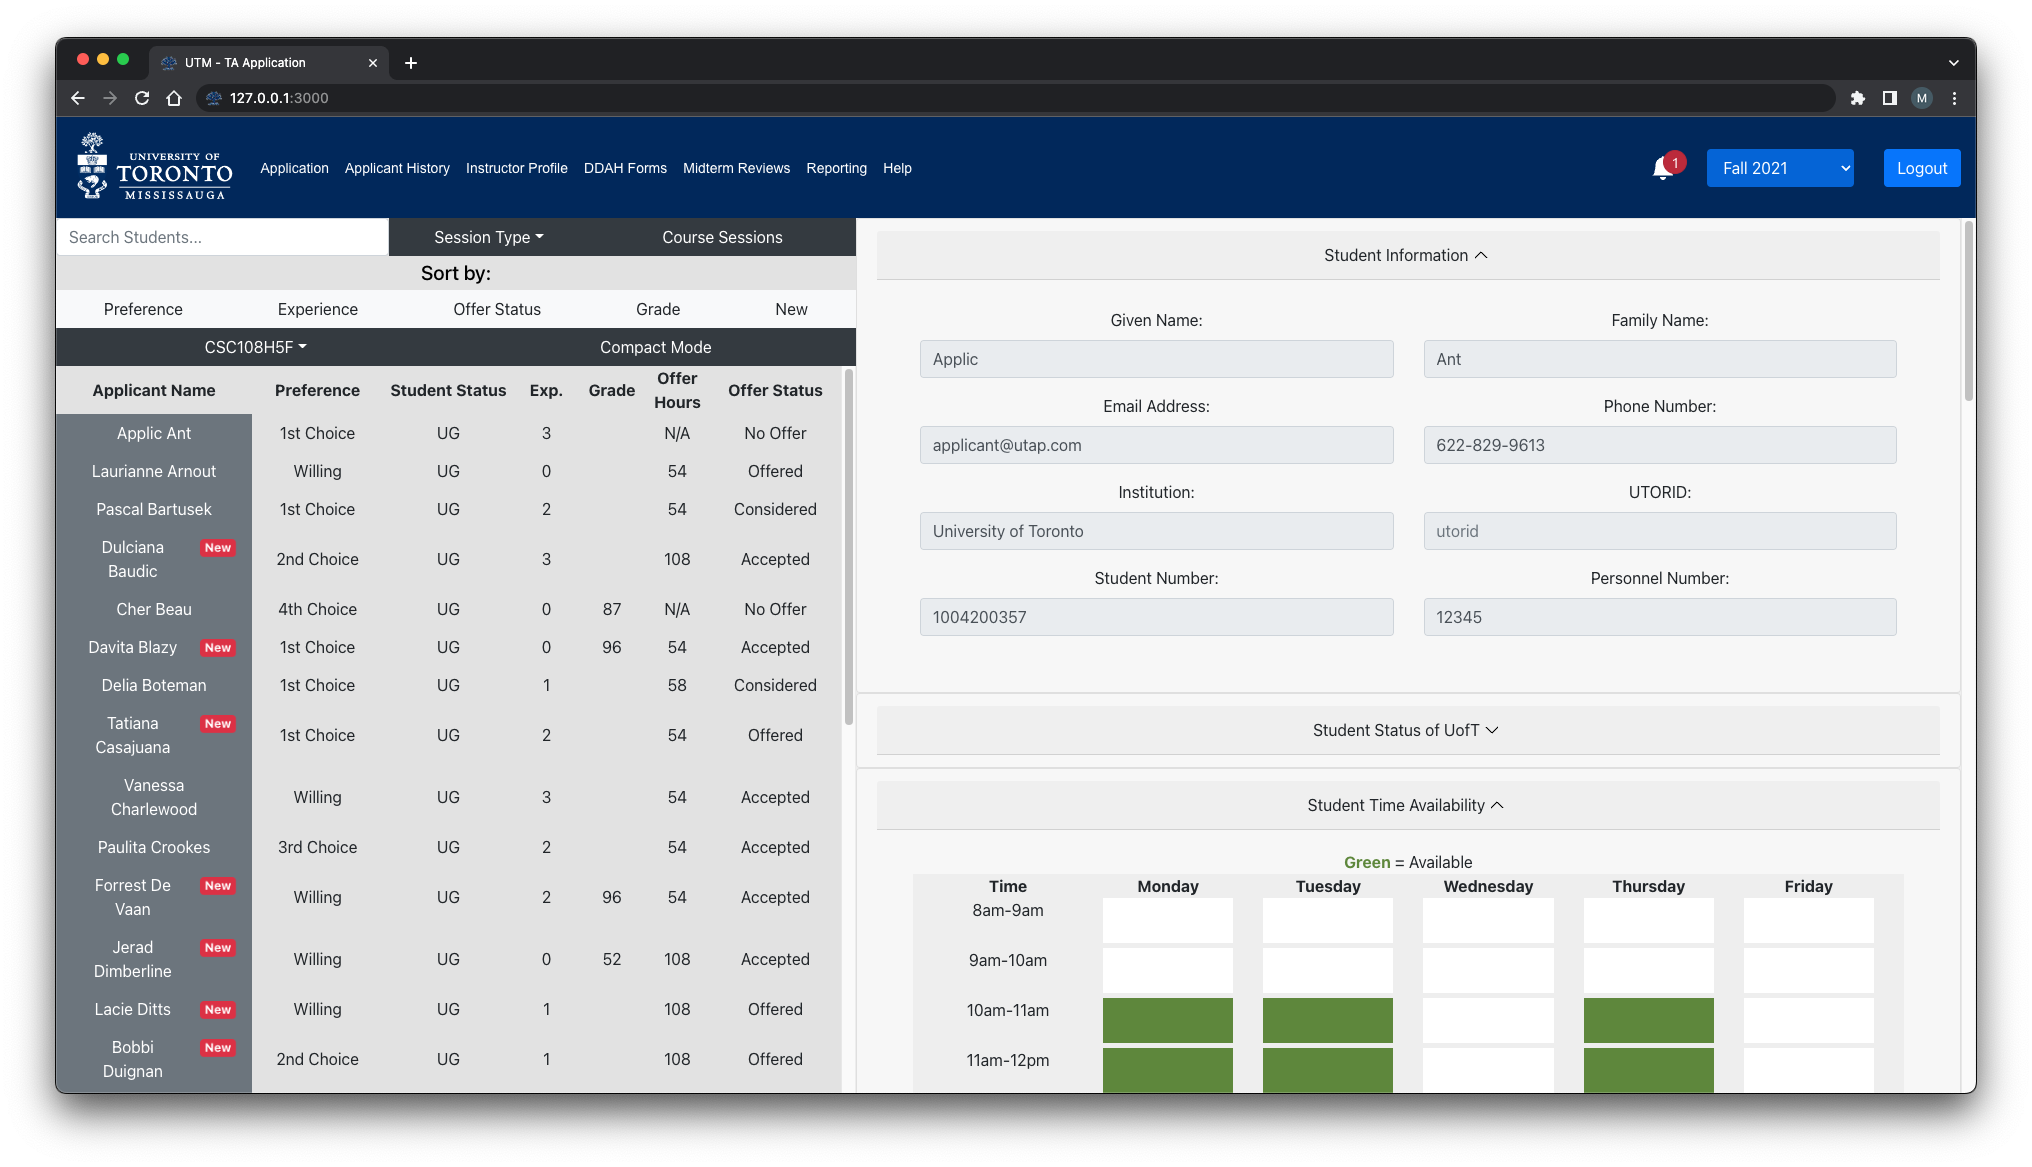 UTM - TA Application
127.0.0.1:3000
M
UNIVERSITY OF
TORONTO
MISSISSAUGA
Application Applicant History Instructor Profile DDAH Forms Midterm Reviews Reporting Help
1
Fall 2021
Logout
Search Students...
Session Type
Course Sessions
Sort by:
Preference Experience Offer Status Grade New
CSC108H5F Compact Mode
Applicant Name Preference Student Status Exp. Grade Offer Hours Offer Status
Applic Ant 1st Choice UG 3 N/A No Offer
Laurianne Arnout Willing UG 0 54 Offered
Pascal Bartusek 1st Choice UG 2 54 Considered
Dulciana Baudic New 2nd Choice UG 3 108 Accepted
Cher Beau 4th Choice UG 0 87 N/A No Offer
Davita Blazy New 1st Choice UG 0 96 54 Accepted
Delia Boteman 1st Choice UG 1 58 Considered
Tatiana Casajuana New 1st Choice UG 2 54 Offered
Vanessa Charlewood Willing UG 3 54 Accepted
Paulita Crookes 3rd Choice UG 2 54 Accepted
Forrest De Vaan New Willing UG 2 96 54 Accepted
Jerad Dimberline New Willing UG 0 52 108 Accepted
Lacie Ditts New Willing UG 1 108 Offered
Bobbi Duignan New 2nd Choice UG 1 108 Offered
Student Information
Given Name: Family Name:
Applic Ant
Email Address: Phone Number:
applicant@utap.com 622-829-9613
Institution: UTORID:
University of Toronto utorid
Student Number: Personnel Number:
1004200357 12345
Student Status of UofT
Student Time Availability
Green = Available
Time Monday Tuesday Wednesday Thursday Friday
8am-9am
9am-10am
10am-11am
11am-12pm